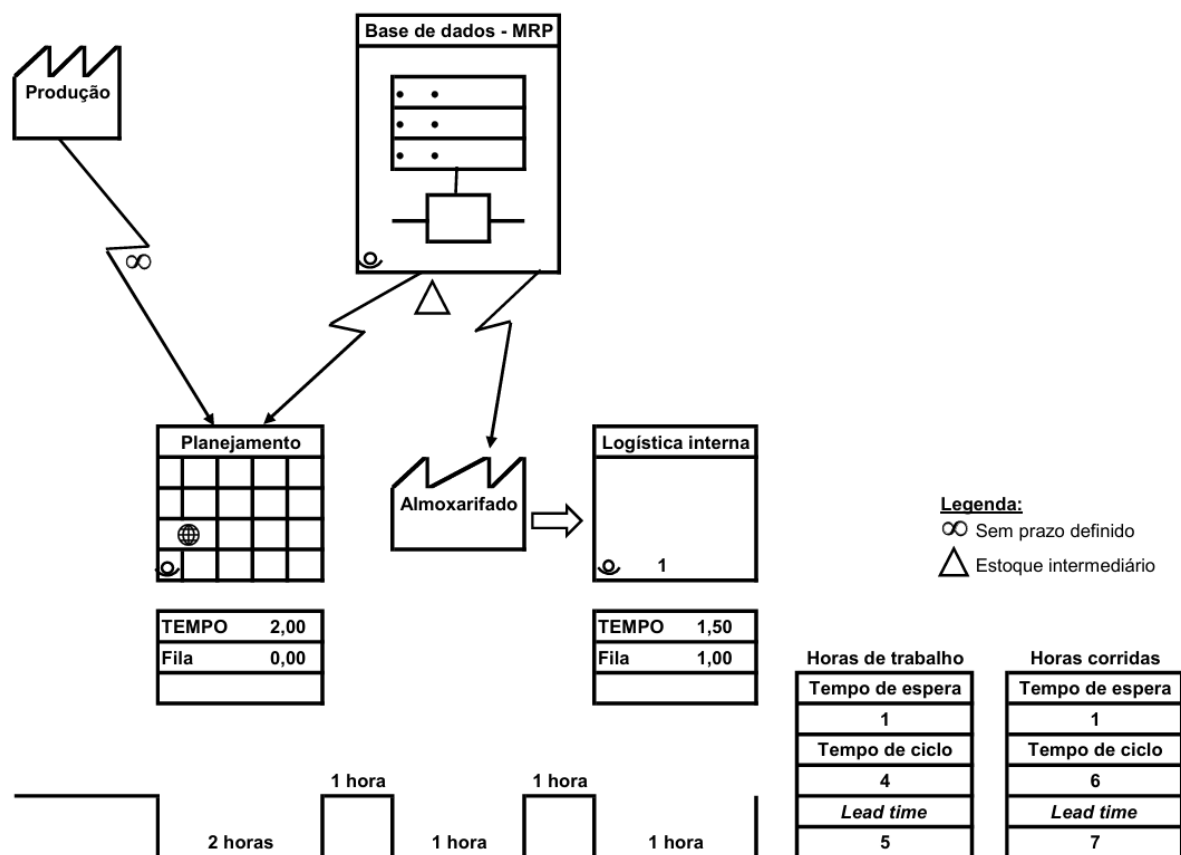 Base de dados - MRP
Produção
∞
Planejamento
Almoxarifado
Logística interna
1
Legenda:
∞ Sem prazo definido
Estoque intermediário
TEMPO 2,00
Fila 0,00
TEMPO 1,50
Fila 1,00
Horas de trabalho
Tempo de espera
1
Tempo de ciclo
4
Lead time
5
Horas corridas
Tempo de espera
1
Tempo de ciclo
6
Lead time
7
1 hora
1 hora
2 horas
1 hora
1 hora